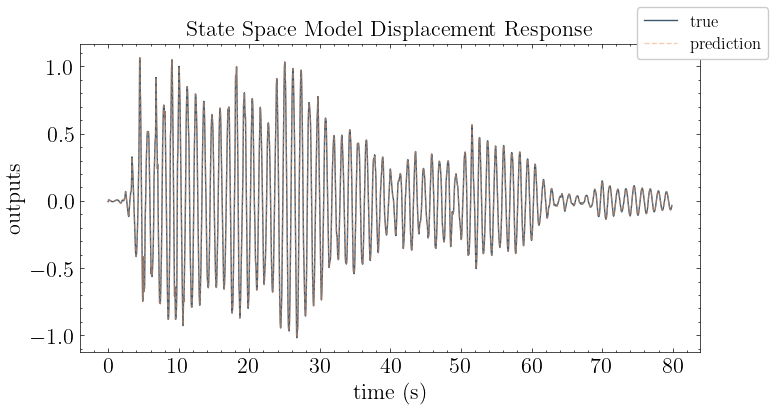 State Space Model Displacement Response
true
prediction
1.0
0.5
0.0
−0.5
−1.0
outputs
0 10 20 30 40 50 60 70 80
time (s)